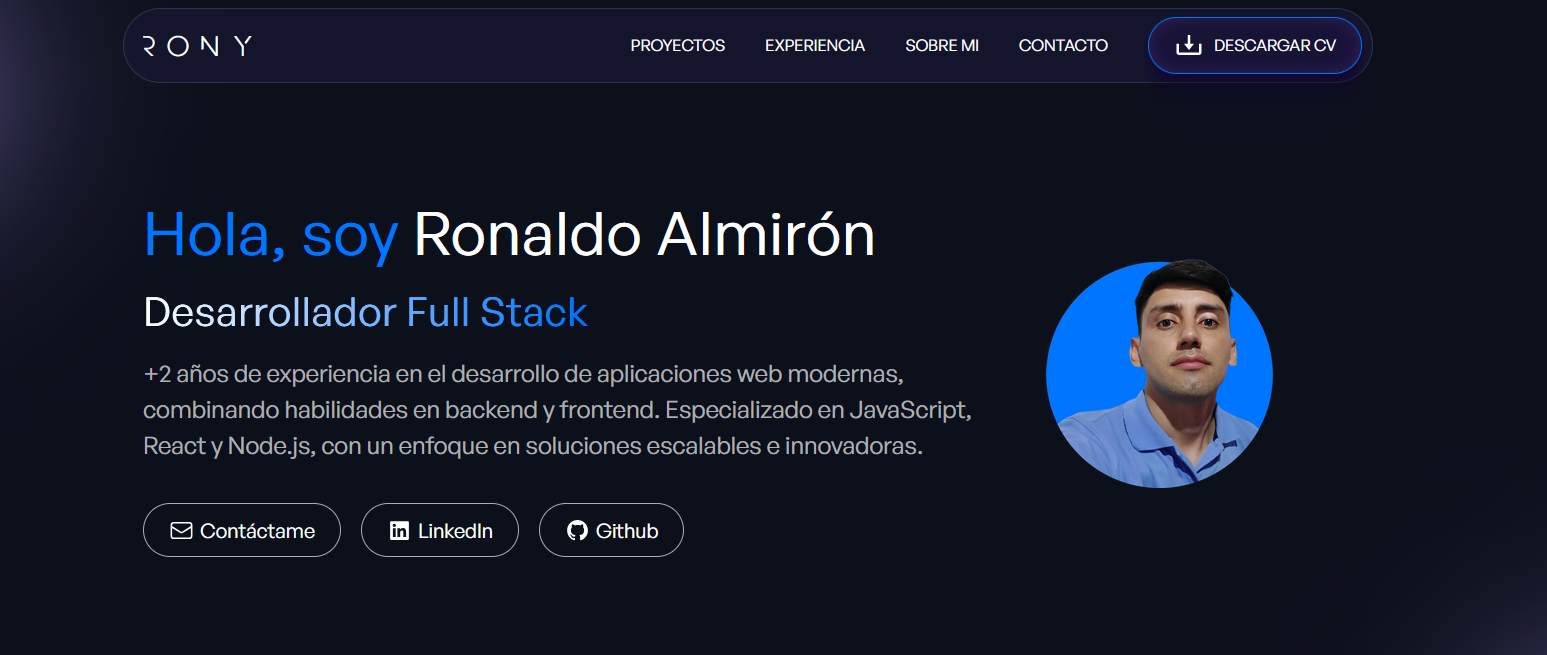 RONY
PROYECTOS
EXPERIENCIA
SOBRE MI
CONTACTO
DESCARGAR CV
Hola, soy Ronaldo Almirón
Desarrollador Full Stack
+2 años de experiencia en el desarrollo de aplicaciones web modernas,
combinando habilidades en backend y frontend. Especializado en JavaScript,
React y Node.js, con un enfoque en soluciones escalables e innovadoras.
Contáctame
in LinkedIn
Github